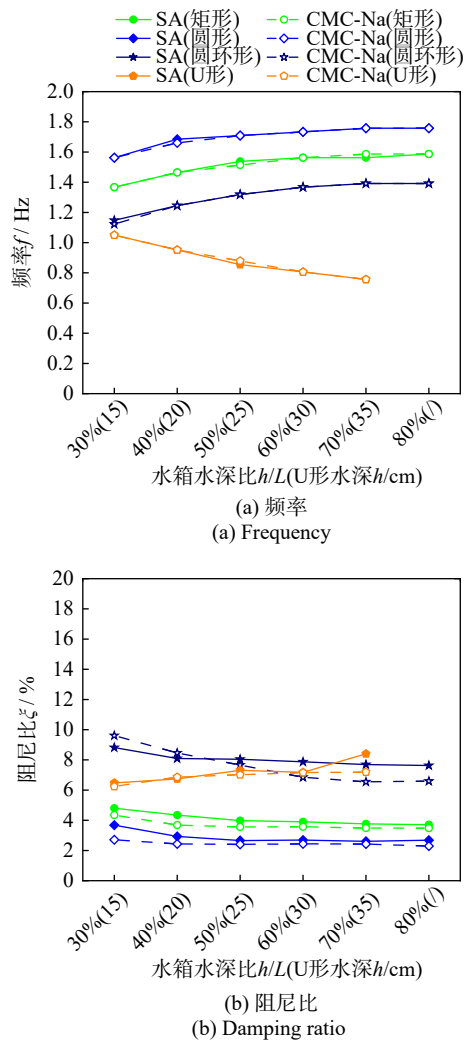 SA(矩形) CMC-Na(矩形)
SA(圆形) CMC-Na(圆形)
SA(圆环形) CMC-Na(圆环形)
SA(U形) CMC-Na(U形)
2.0
1.8
1.6
1.4
1.2
1.0
0.8
0.6
0.4
0.2
0
频率f / Hz
30%(15) 40%(20) 50%(25) 60%(30) 70%(35) 80%(/)
水箱水深比h/L(U形水深h/cm)
(a) 频率
(a) Frequency
20
18
16
14
12
10
8
6
4
2
0
阻尼比ξ / %
30%(15) 40%(20) 50%(25) 60%(30) 70%(35) 80%(/)
水箱水深比h/L(U形水深h/cm)
(b) 阻尼比
(b) Damping ratio